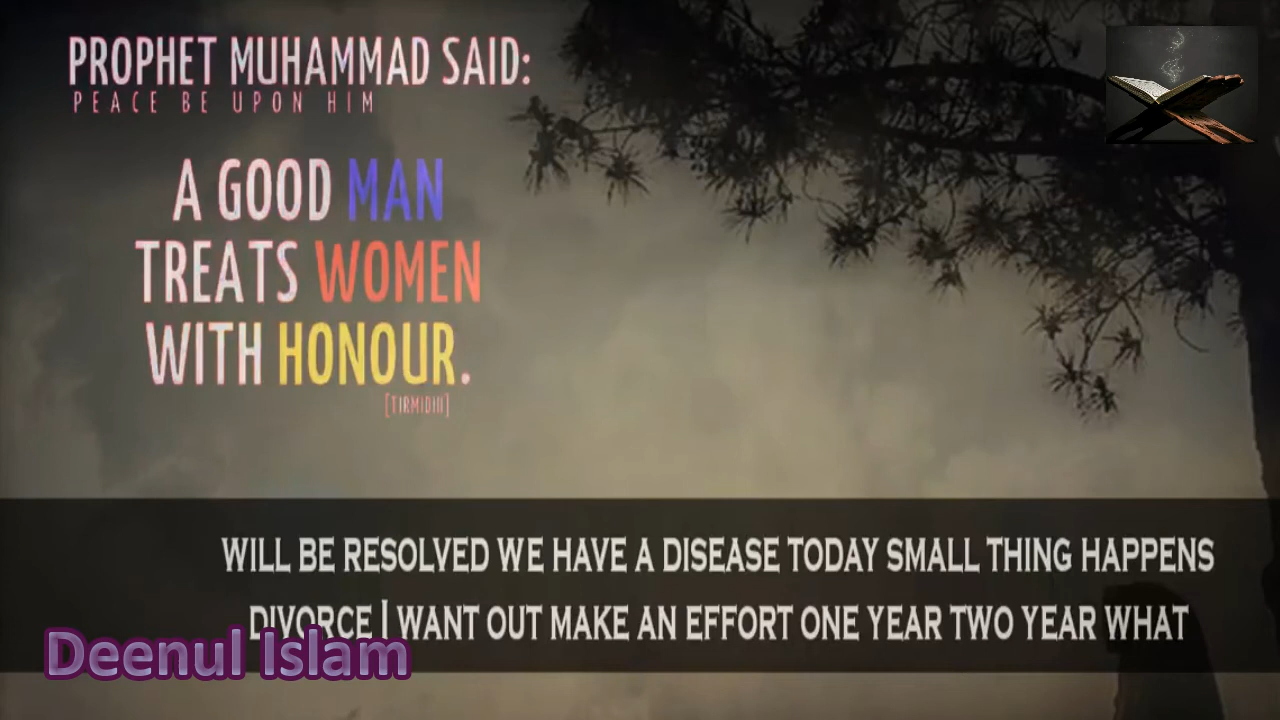 PROPHET MUHAMMAD SAID:
PEACE BE UPON HIM
A GOOD MAN
TREATS WOMEN
WITH HONOUR.
[TIRMIDHI]
WILL BE RESOLVED WE HAVE A DISEASE TODAY SMALL THING HAPPENS
DIVORCE I WANT OUT MAKE AN EFFORT ONE YEAR TWO YEAR WHAT
Deenul Islam